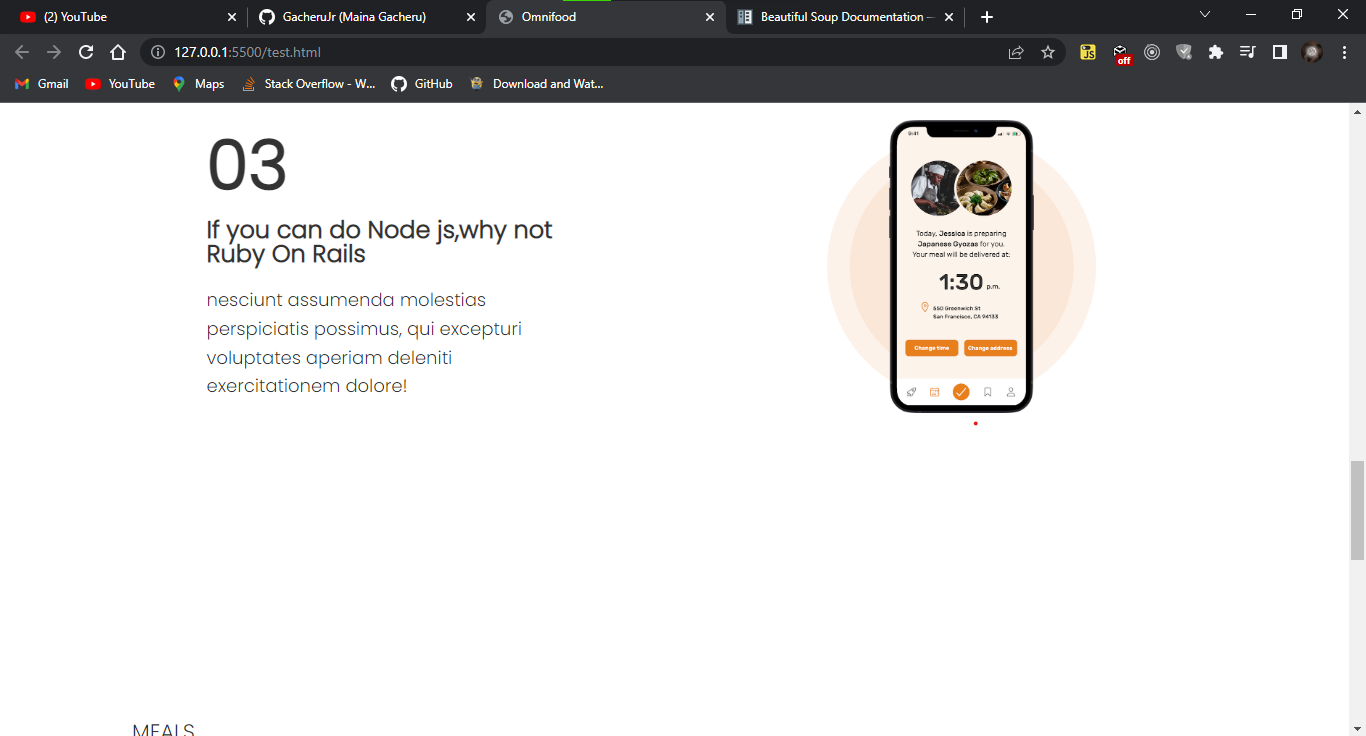 (2) YouTube
GacheruJr (Maina Gacheru)
Omnifood
Beautiful Soup Documentation —
127.0.0.1:5500/test.html
JS
off
Gmail
YouTube
Maps
Stack Overflow - W...
GitHub
Download and Wat...
03
If you can do Node js,why not
Ruby On Rails
nesciunt assumenda molestias
perspiciatis possimus, qui excepturi
voluptates aperiam deleniti
exercitationem dolore!
9:41
Today, Jessica is preparing
Japanese Gyozas for you.
Your meal will be delivered at:
1:30 p.m.
550 Greenwich St
San Francisco, CA 94133
Change time
Change address
MEALS